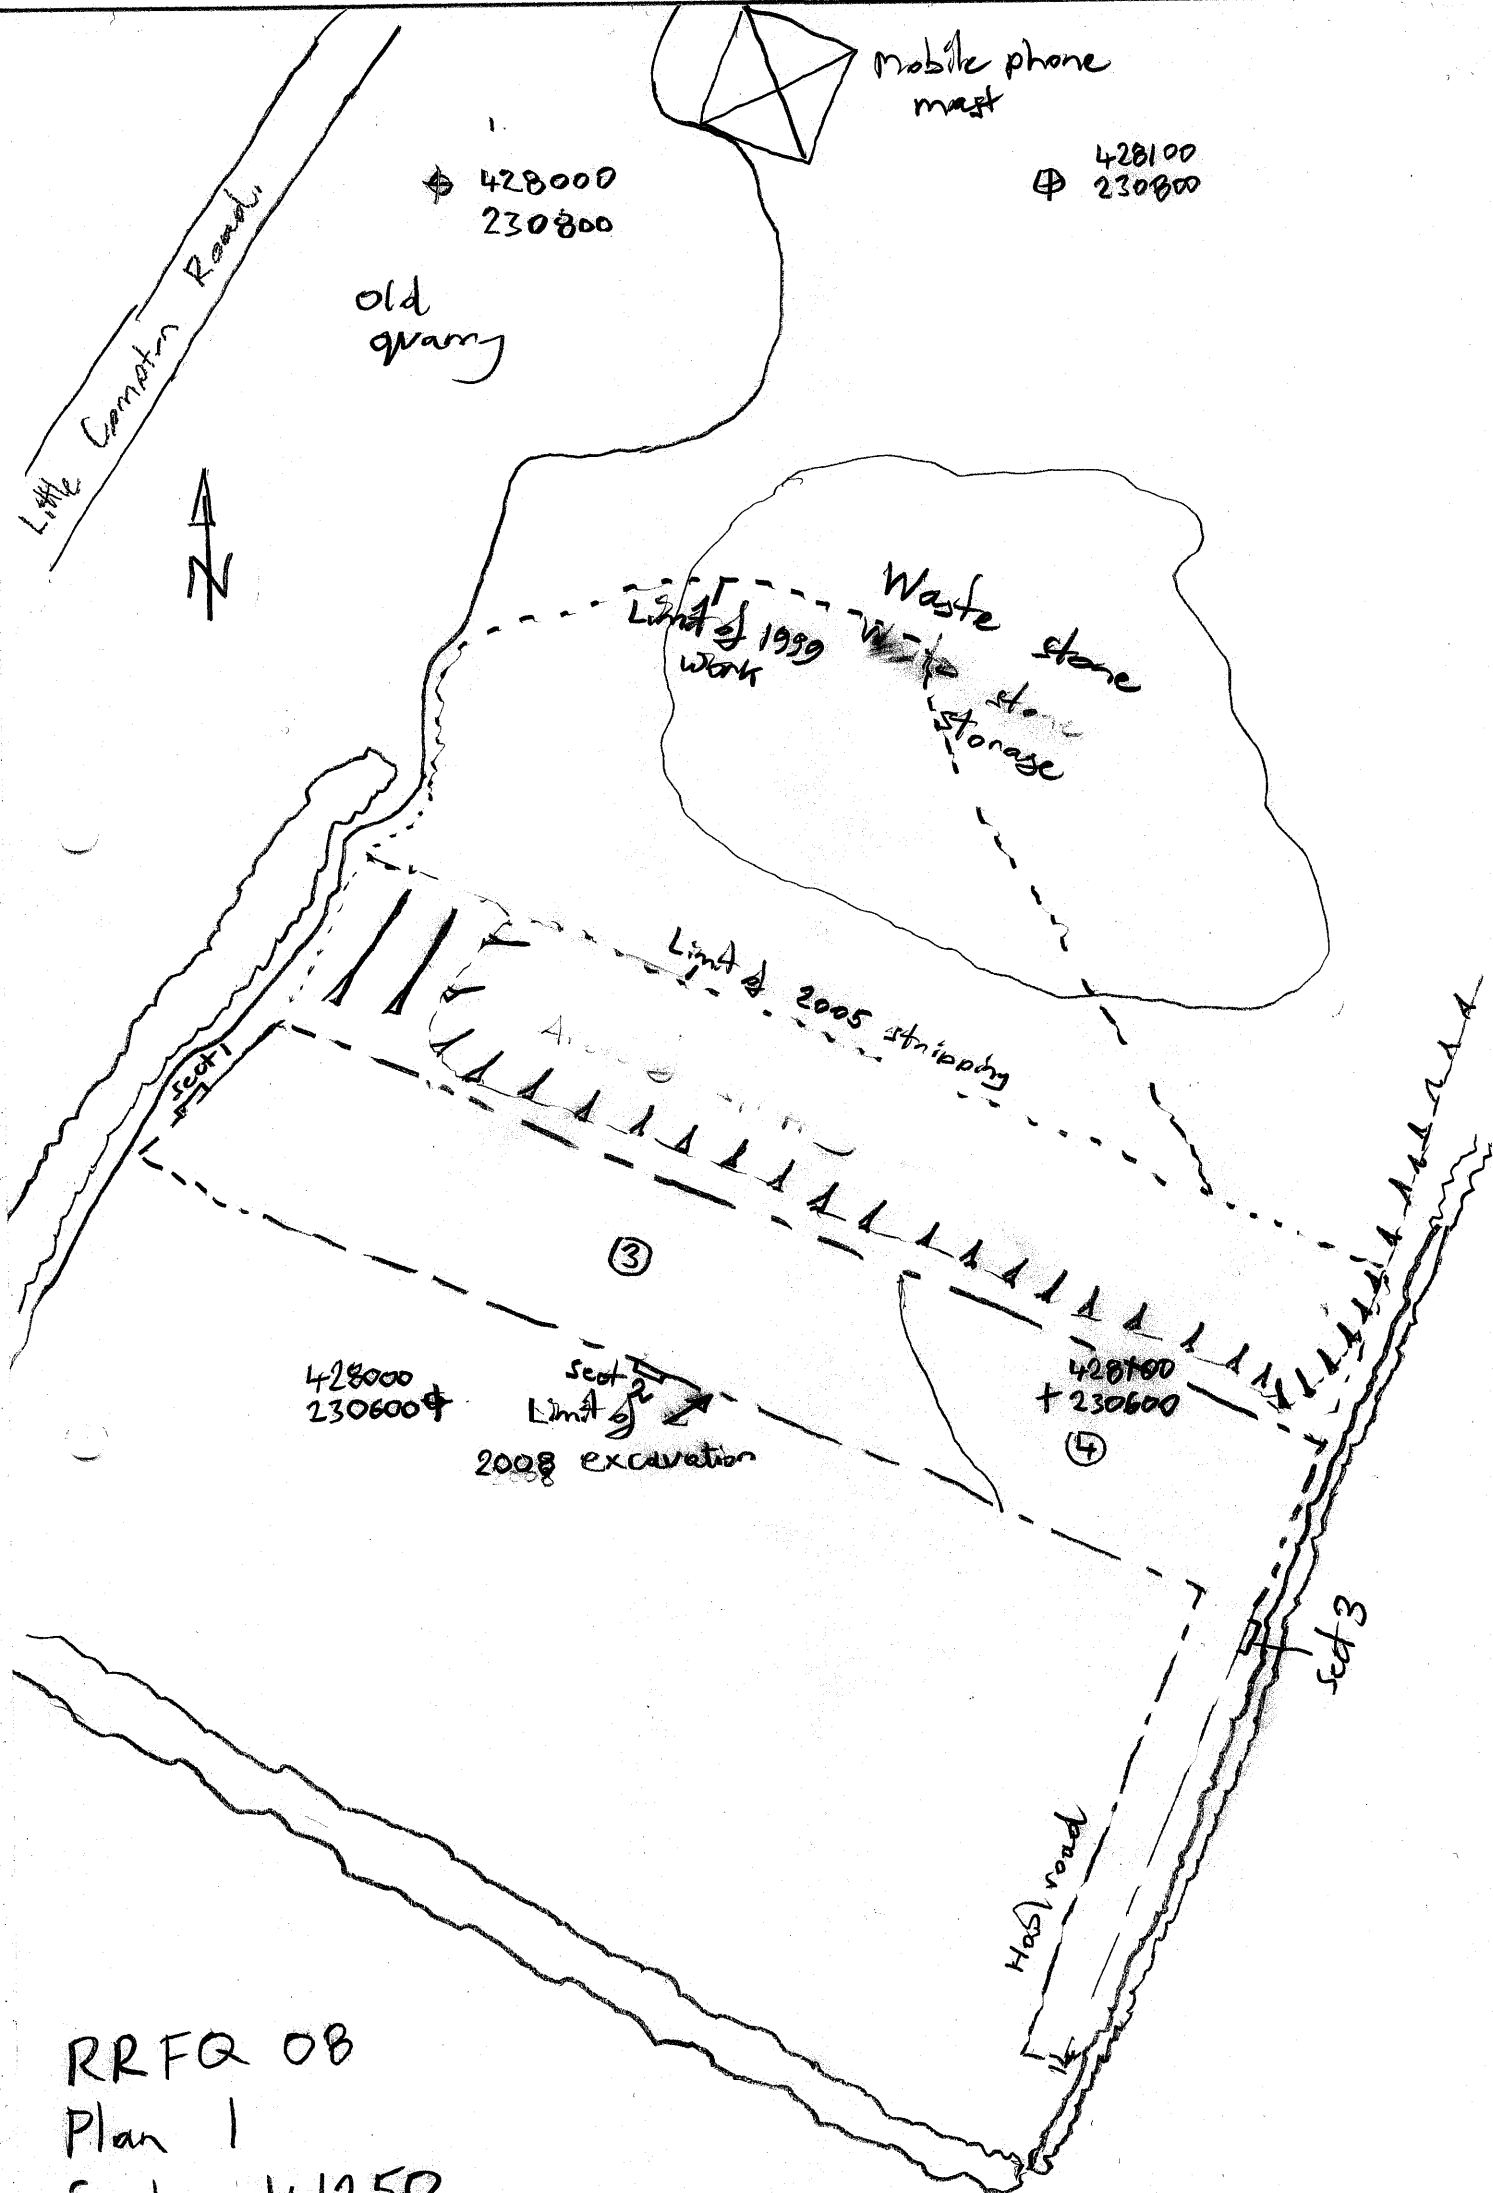 Mobile phone
mast
428000
230800
428100
230800
Little Compton Road
Old
quarry
N
Waste stone
storage
Limit of 1999
work
Limit of 2005 stripping
sect 1
3
428000
230600
sect 2
Limit of
2008 excavation
428100
230600
4
sect 3
Haul road
RRFQ 08
Plan 1